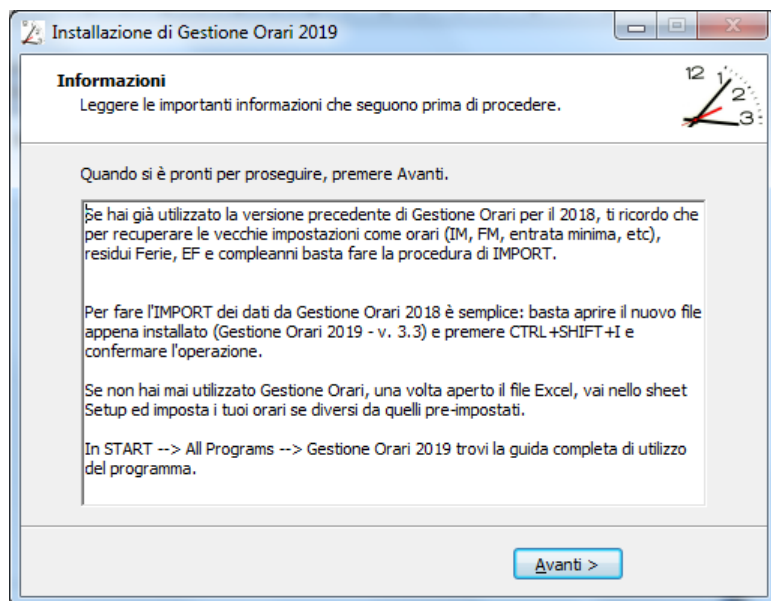 Installazione di Gestione Orari 2019
Informazioni
Leggere le importanti informazioni che seguono prima di procedere.
12
1
2
3
Quando si è pronti per proseguire, premere Avanti.
Se hai già utilizzato la versione precedente di Gestione Orari per il 2018, ti ricordo che
per recuperare le vecchie impostazioni come orari (IM, FM, entrata minima, etc),
residui Ferie, EF e compleanni basta fare la procedura di IMPORT.
Per fare l'IMPORT dei dati da Gestione Orari 2018 è semplice: basta aprire il nuovo file
appena installato (Gestione Orari 2019 - v. 3.3) e premere CTRL+SHIFT+I e
confermare l'operazione.
Se non hai mai utilizzato Gestione Orari, una volta aperto il file Excel, vai nello sheet
Setup ed imposta i tuoi orari se diversi da quelli pre-impostati.
In START --> All Programs --> Gestione Orari 2019 trovi la guida completa di utilizzo
del programma.
Avanti >